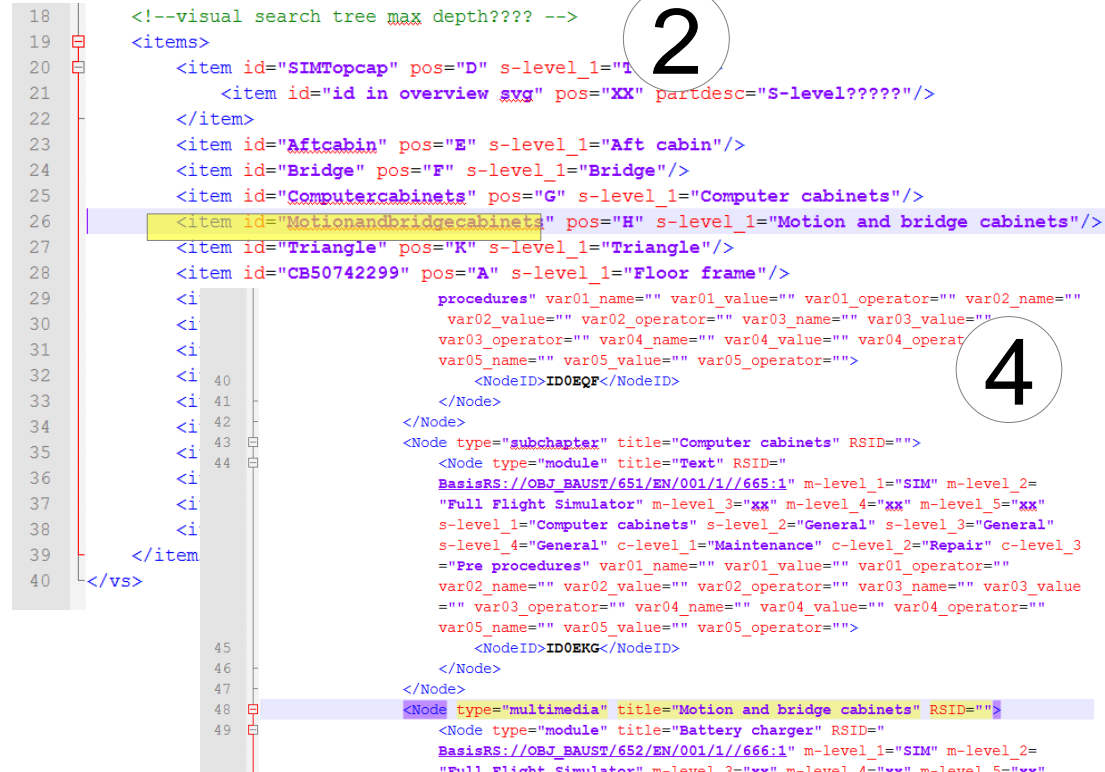 18 <!--visual search tree max depth???? -->
19 <items>
20 <item id="SIMTopcap" pos="D" s-level_1="T
2
21 <item id="id in overview svg" pos="XX" partdesc="S-level?????"/>
22 </item>
23 <item id="Aftcabin" pos="E" s-level_1="Aft cabin"/>
24 <item id="Bridge" pos="F" s-level_1="Bridge"/>
25 <item id="Computercabinets" pos="G" s-level_1="Computer cabinets"/>
26 <item id="Motionandbridgecabinets" pos="H" s-level_1="Motion and bridge cabinets"/>
27 <item id="Triangle" pos="K" s-level_1="Triangle"/>
28 <item id="CB50742299" pos="A" s-level_1="Floor frame"/>
29 <i
30 <i
31 <i
32 <i
33 <i
34 <i
35 <i
36 <i
37 <i
38 <i
39 </item
40 </vs>
procedures" var01_name="" var01_value="" var01_operator="" var02_name=""
var02_value="" var02_operator="" var03_name="" var03_value=""
var03_operator="" var04_name="" var04_value="" var04_operat
var05_name="" var05_value="" var05_operator="">
4
40 <NodeID>ID0EQF</NodeID>
41 </Node>
42 </Node>
43 <Node type="subchapter" title="Computer cabinets" RSID="">
44 <Node type="module" title="Text" RSID="
BasisRS://OBJ_BAUST/651/EN/001/1//665:1" m-level_1="SIM" m-level_2=
"Full Flight Simulator" m-level_3="xx" m-level_4="xx" m-level_5="xx"
s-level_1="Computer cabinets" s-level_2="General" s-level_3="General"
s-level_4="General" c-level_1="Maintenance" c-level_2="Repair" c-level_3
="Pre procedures" var01_name="" var01_value="" var01_operator=""
var02_name="" var02_value="" var02_operator="" var03_name="" var03_value
="" var03_operator="" var04_name="" var04_value="" var04_operator=""
var05_name="" var05_value="" var05_operator="">
45 <NodeID>ID0EKG</NodeID>
46 </Node>
47 </Node>
48 <Node type="multimedia" title="Motion and bridge cabinets" RSID="">
49 <Node type="module" title="Battery charger" RSID="
BasisRS://OBJ_BAUST/652/EN/001/1//666:1" m-level_1="SIM" m-level_2=
"Full Flight Simulator" m-level_3="xx" m-level_4="xx" m-level_5="xx"